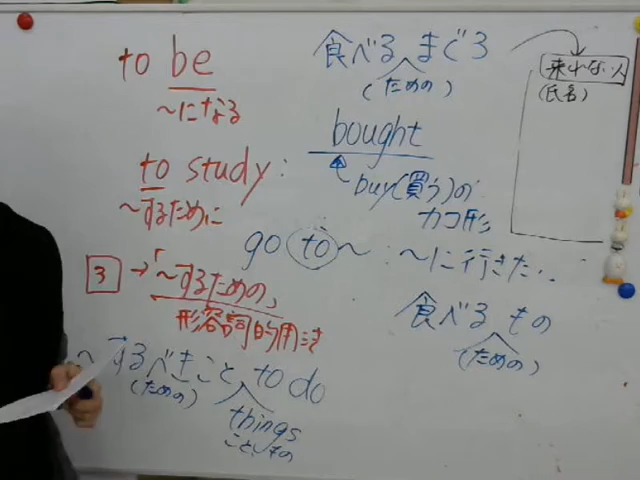 to be
〜になる
to study:
〜するために
3 →「〜するための」
形容詞的用法
〜するべきこと to do
(ための)
things
こと、もの
食べる まぐろ
(ための)
bought
buy(買う)の
カコ形
go to〜 : 〜に行きたい..
食べる もの
(ための)
来れない人
(氏名)